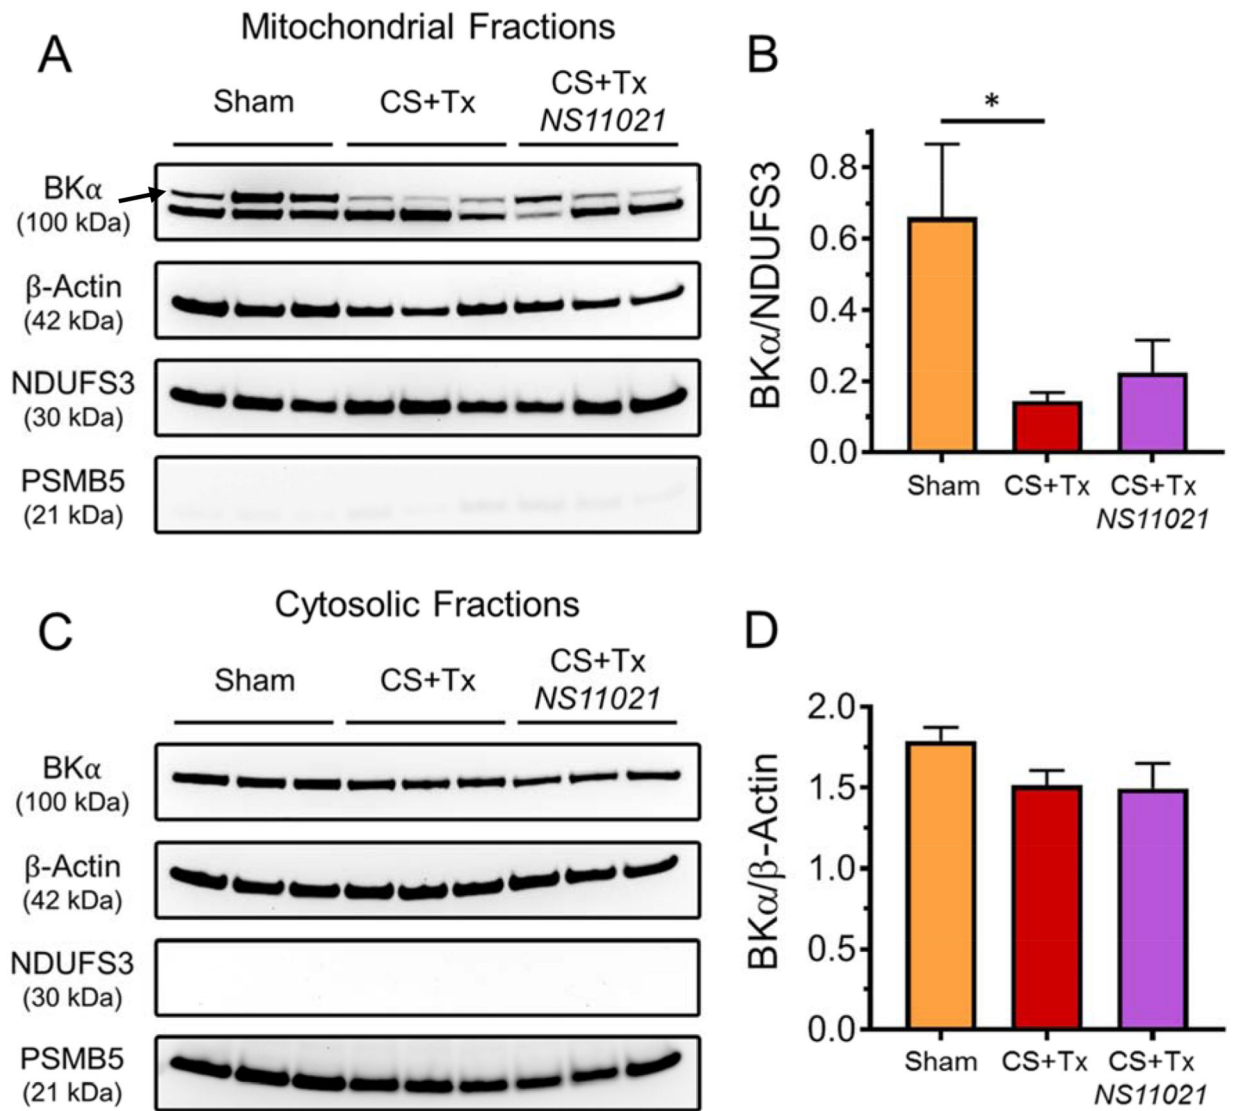 Mitochondrial Fractions
A
Sham
CS+Tx
CS+Tx
NS11021
BKα
(100 kDa)
β-Actin
(42 kDa)
NDUFS3
(30 kDa)
PSMB5
(21 kDa)
B
*
BKα/NDUFS3
0.8
0.6
0.4
0.2
0.0
Sham
CS+Tx
CS+Tx
NS11021
Cytosolic Fractions
C
Sham
CS+Tx
CS+Tx
NS11021
BKα
(100 kDa)
β-Actin
(42 kDa)
NDUFS3
(30 kDa)
PSMB5
(21 kDa)
D
BKα/β-Actin
2.0
1.5
1.0
0.5
0.0
Sham
CS+Tx
CS+Tx
NS11021